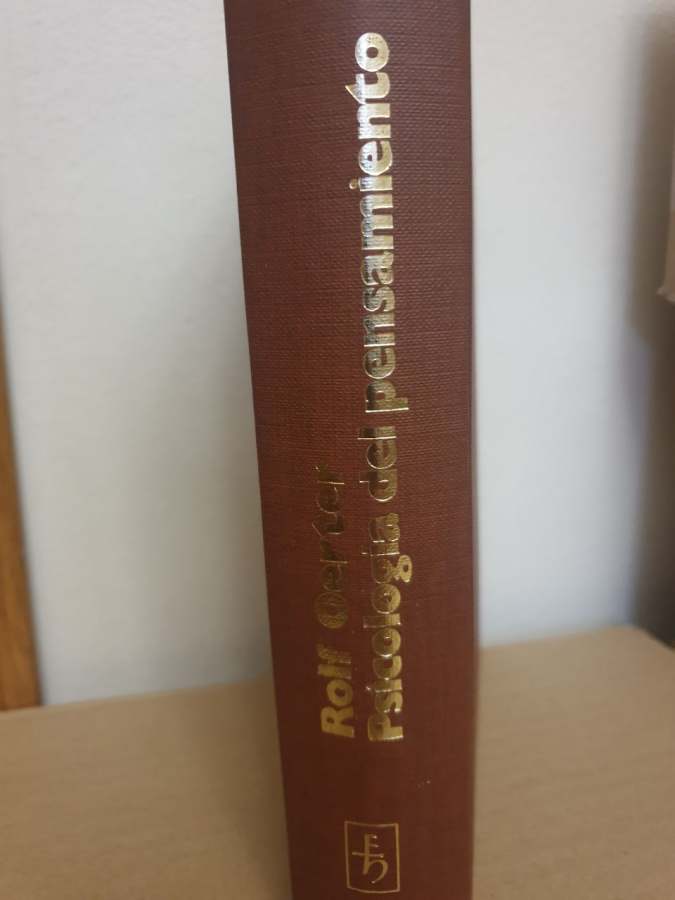 Rolf Oerter
Psicología del pensamiento